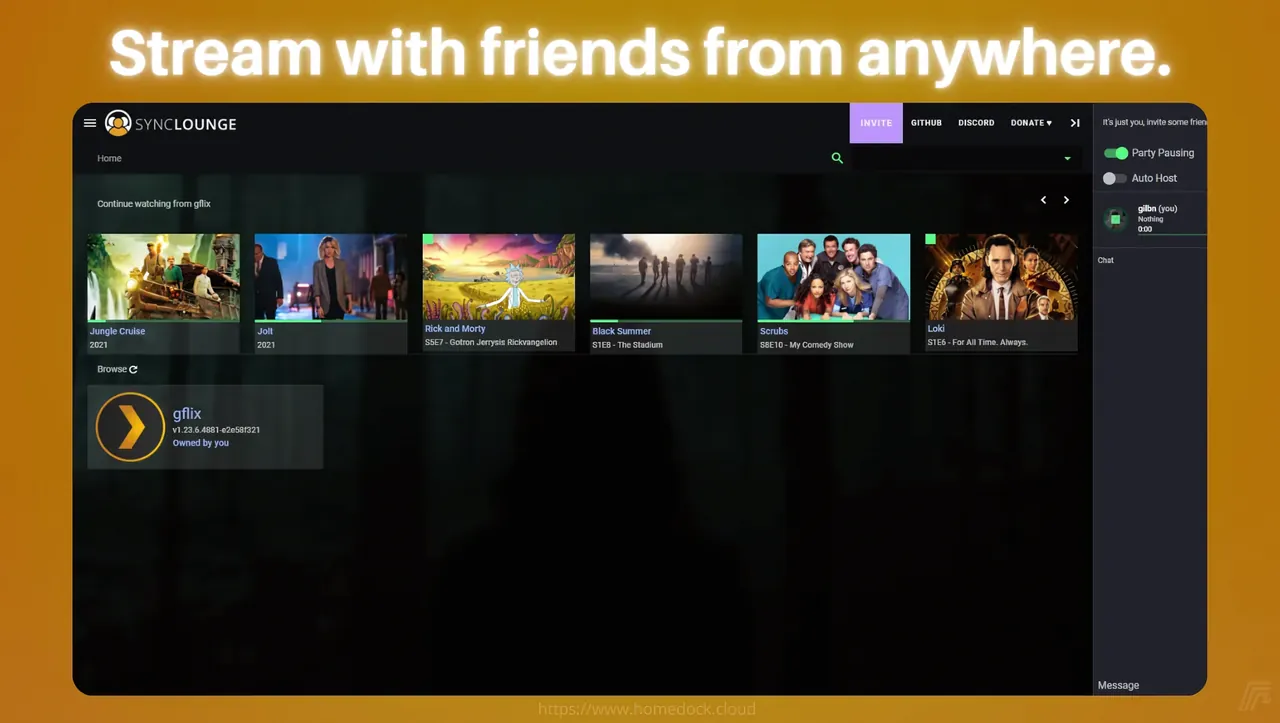 Stream with friends from anywhere.
SYNCLOUNGE
INVITE
GITHUB
DISCORD
DONATE ♥
It's just you, invite some frien
Home
Party Pausing
Auto Host
Continue watching from gflix
gilbn (you)
Nothing
0:00
Chat
Jungle Cruise
2021
Jolt
2021
Rick and Morty
S5E7 - Gotron Jerrysis Rickvangelion
Black Summer
S1E8 - The Stadium
Scrubs
S8E10 - My Comedy Show
Loki
S1E6 - For All Time. Always.
Browse
gflix
v1.23.6.4881-e2e58f321
Owned by you
Message
https://www.homedock.cloud